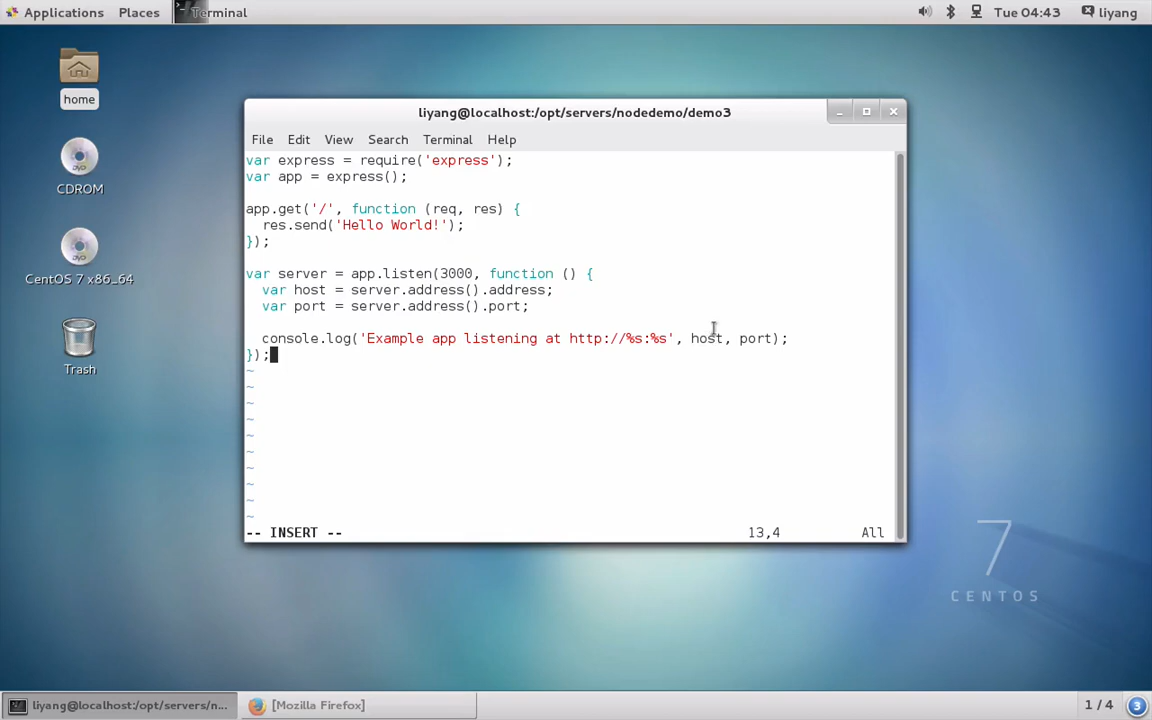 Applications Places Terminal Tue 04:43 liyang
home
CDROM
CentOS 7 x86_64
Trash
liyang@localhost:/opt/servers/nodedemo/demo3
File Edit View Search Terminal Help
var express = require('express');
var app = express();
app.get('/', function (req, res) {
  res.send('Hello World!');
});
var server = app.listen(3000, function () {
  var host = server.address().address;
  var port = server.address().port;
  console.log('Example app listening at http://%s:%s', host, port);
});
~
~
~
~
~
~
~
~
~
~
-- INSERT -- 13,4 All
7
CENTOS
liyang@localhost:/opt/servers/n... [Mozilla Firefox] 1 / 4 3